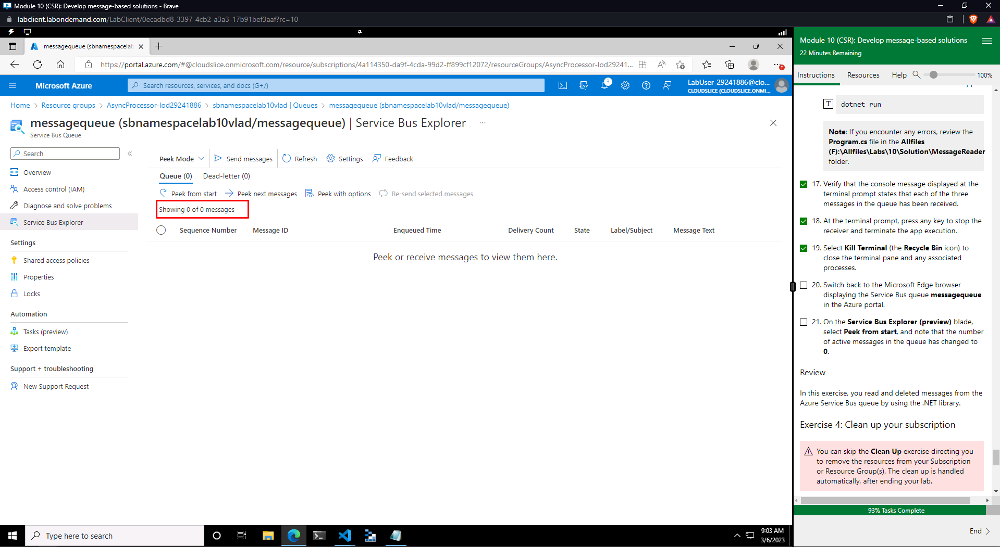 Module 10 (CSR): Develop message-based solutions - Brave
labclient.labondemand.com/LabClient/0ecadbd8-3397-4cb2-a3a3-17b91bef3aaf?rc=10
messagequeue (sbnamespacelab
https://portal.azure.com/#@cloudslice.onmicrosoft.com/resource/subscriptions/4a114350-da9f-4cda-99d2-ff899cf12072/resourceGroups/AsyncProcessor-lod29241...
Microsoft Azure
Search resources, services, and docs (G+/)
3
LabUser-29241886@clo...
CLOUDSLICE (CLOUDSLICE.ONMI...
Home > Resource groups > AsyncProcessor-lod29241886 > sbnamespacelab10vlad | Queues > messagequeue (sbnamespacelab10vlad/messagequeue)
messagequeue (sbnamespacelab10vlad/messagequeue) | Service Bus Explorer ...
Service Bus Queue
Search
«
Overview
Access control (IAM)
Diagnose and solve problems
Service Bus Explorer
Settings
Shared access policies
Properties
Locks
Automation
Tasks (preview)
Export template
Support + troubleshooting
New Support Request
Peek Mode
Send messages
Refresh
Settings
Feedback
Queue (0)
Dead-letter (0)
Peek from start
Peek next messages
Peek with options
Re-send selected messages
Showing 0 of 0 messages
Sequence Number
Message ID
Enqueued Time
Delivery Count
State
Label/Subject
Message Text
Peek or receive messages to view them here.
Module 10 (CSR): Develop message-based solutions
22 Minutes Remaining
Instructions
Resources
Help
100%
T
dotnet run
Note: If you encounter any errors, review the
Program.cs file in the Allfiles
(F):\Allfiles\Labs\10\Solution\MessageReader
folder.
17. Verify that the console message displayed at the
terminal prompt states that each of the three
messages in the queue has been received.
18. At the terminal prompt, press any key to stop the
receiver and terminate the app execution.
19. Select Kill Terminal (the Recycle Bin icon) to
close the terminal pane and any associated
processes.
20. Switch back to the Microsoft Edge browser
displaying the Service Bus queue messagequeue
in the Azure portal.
21. On the Service Bus Explorer (preview) blade,
select Peek from start, and note that the number
of active messages in the queue has changed to
0.
Review
In this exercise, you read and deleted messages from the
Azure Service Bus queue by using the .NET library.
Exercise 4: Clean up your subscription
You can skip the Clean Up exercise directing you
to remove the resources from your Subscription
or Resource Group(s). The clean up is handled
automatically, after ending your lab.
93% Tasks Complete
End
Type here to search
9:03 AM
3/6/2023